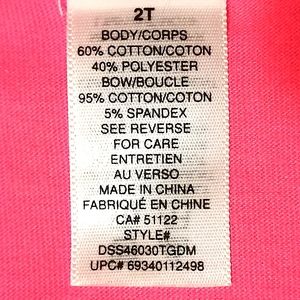 2T
BODY/CORPS
60% COTTON/COTON
40% POLYESTER
BOW/BOUCLE
95% COTTON/COTON
5% SPANDEX
SEE REVERSE
FOR CARE
ENTRETIEN
AU VERSO
MADE IN CHINA
FABRIQUÉ EN CHINE
CA# 51122
STYLE#
DSS46030TGDM
UPC# 69340112498